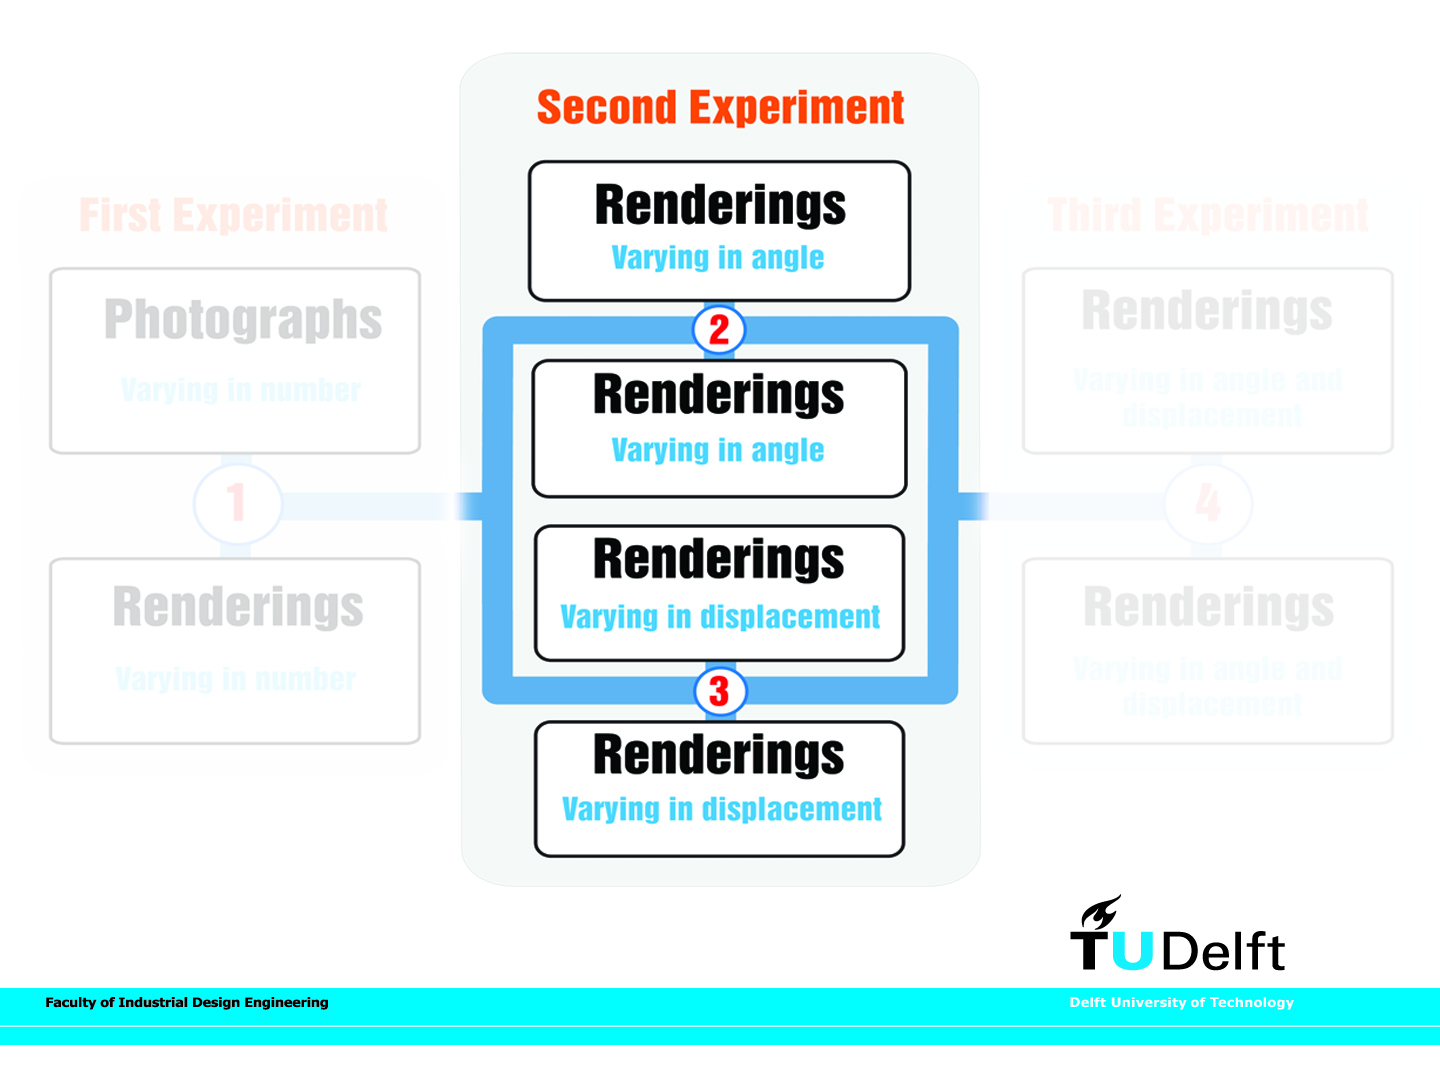 Second Experiment
Renderings
Varying in angle
2
Renderings
Varying in angle
Renderings
Varying in displacement
3
Renderings
Varying in displacement
First Experiment
Photographs
Varying in number
1
Renderings
Varying in number
Third Experiment
Renderings
Varying in angle and
displacement
4
Renderings
Varying in angle and
displacement
TU Delft
Faculty of Industrial Design Engineering
Delft University of Technology